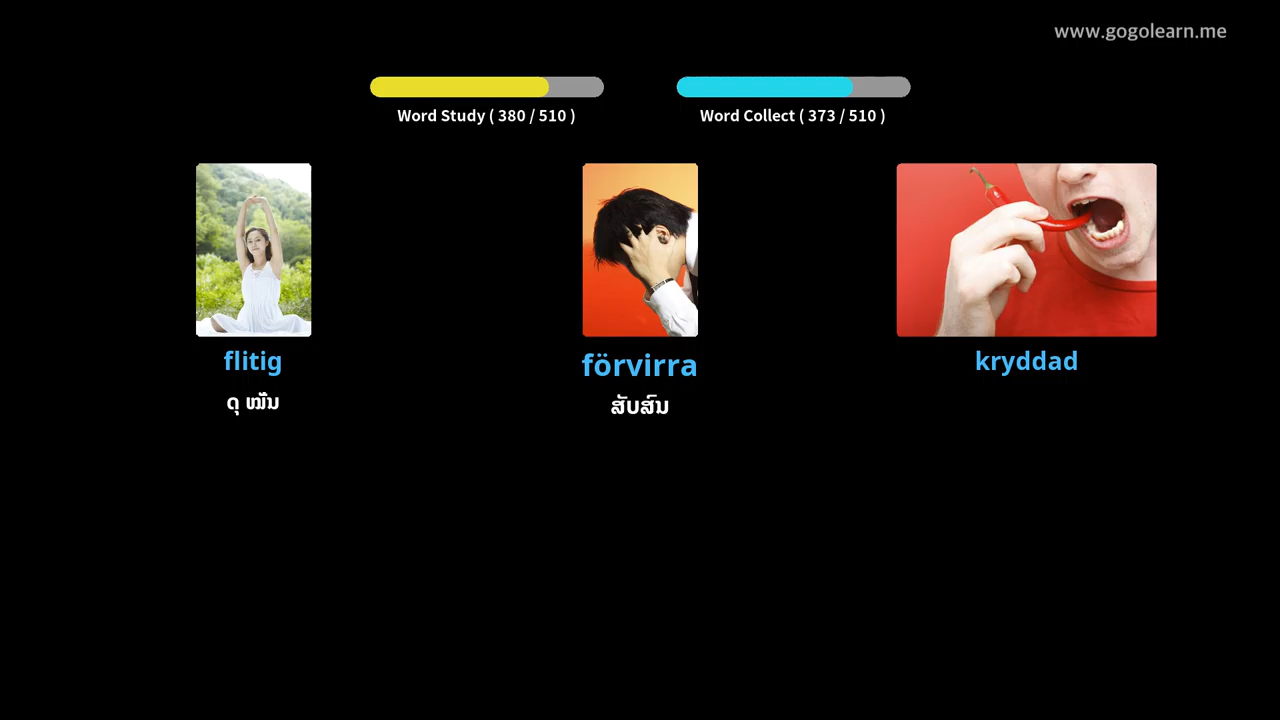 www.gogolearn.me
Word Study ( 380 / 510 )
Word Collect ( 373 / 510 )
flitig
förvirra
kryddad
ດຸ ໝັ່ນ
ສັບສົນ